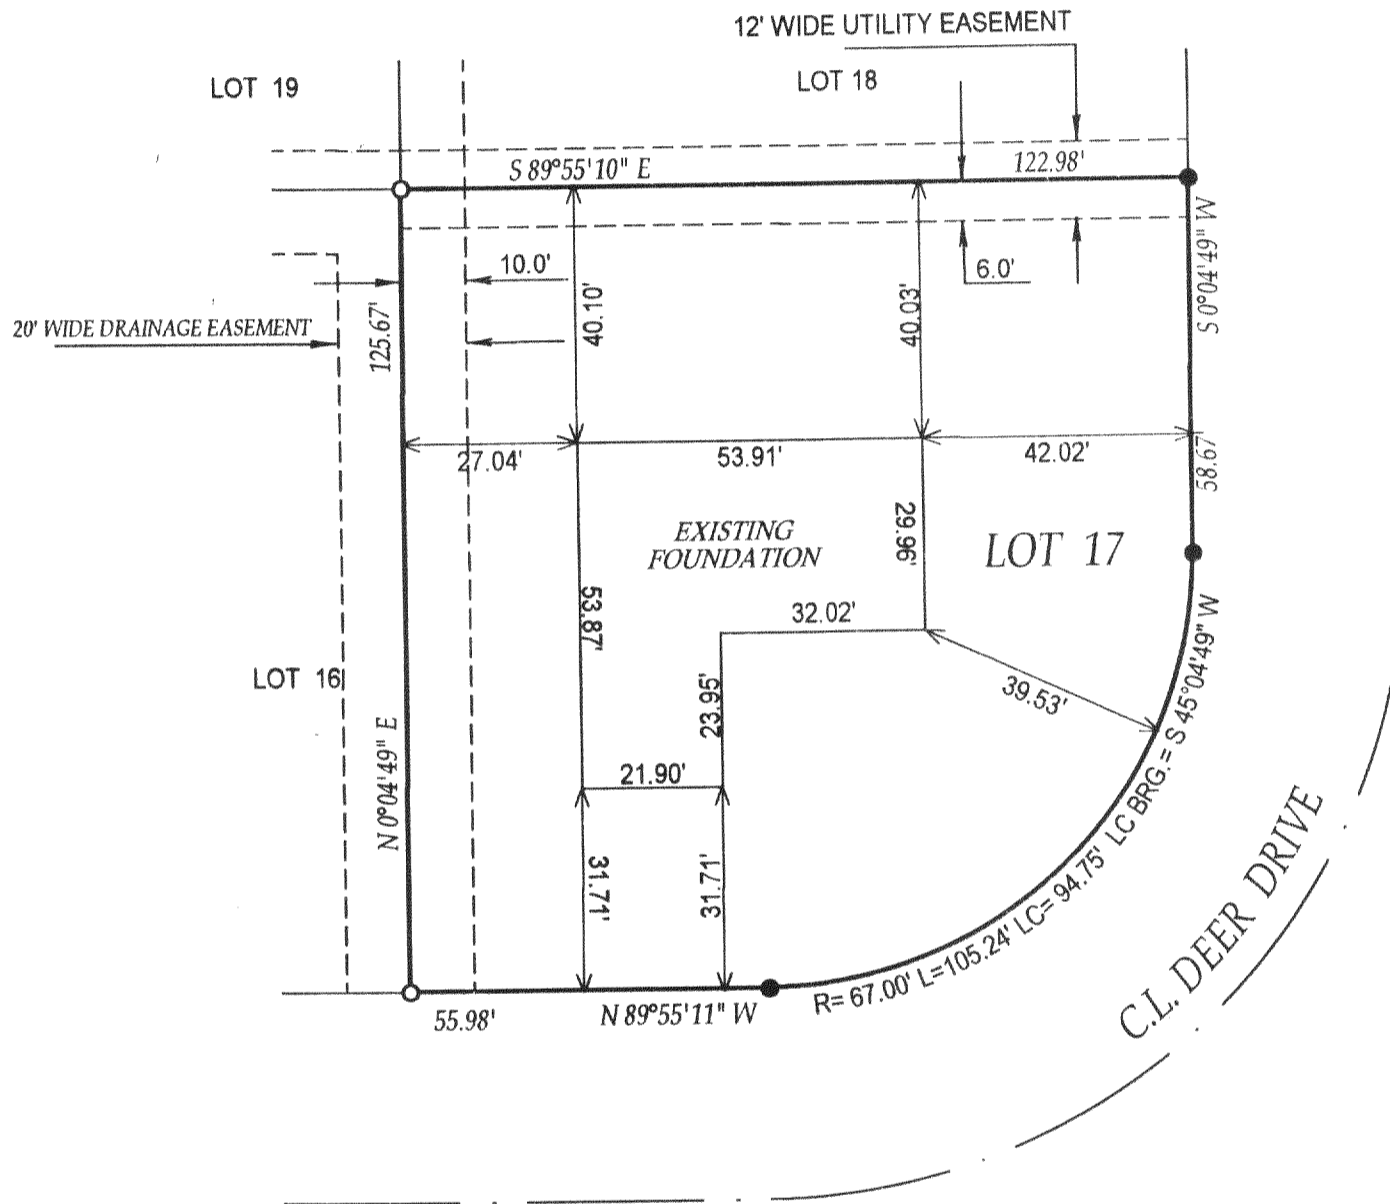 12' WIDE UTILITY EASEMENT
LOT 19
LOT 18
S 89°55'10" E
122.98'
S 0°04'49" W
10.0'
6.0'
40.10'
40.03'
20' WIDE DRAINAGE EASEMENT
125.67'
27.04'
53.91'
42.02'
58.67'
EXISTING
FOUNDATION
29.96'
LOT 17
53.87'
32.02'
LOT 16
23.95'
39.53'
N 0°04'49" E
21.90'
31.71'
31.71'
R= 67.00' L=105.24' LC= 94.75' LC BRG. = S 45°04'49" W
C.L. DEER DRIVE
55.98'
N 89°55'11" W